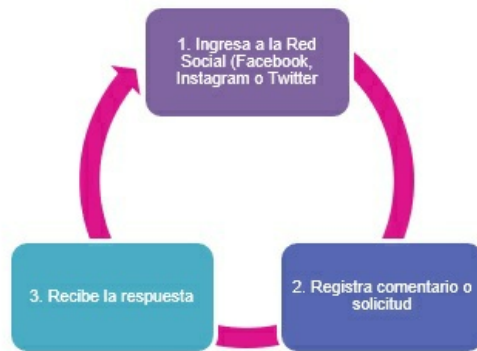 1. Ingresa a la Red
Social (Facebook,
Instagram o Twitter
2. Registra comentario o
solicitud
3. Recibe la respuesta